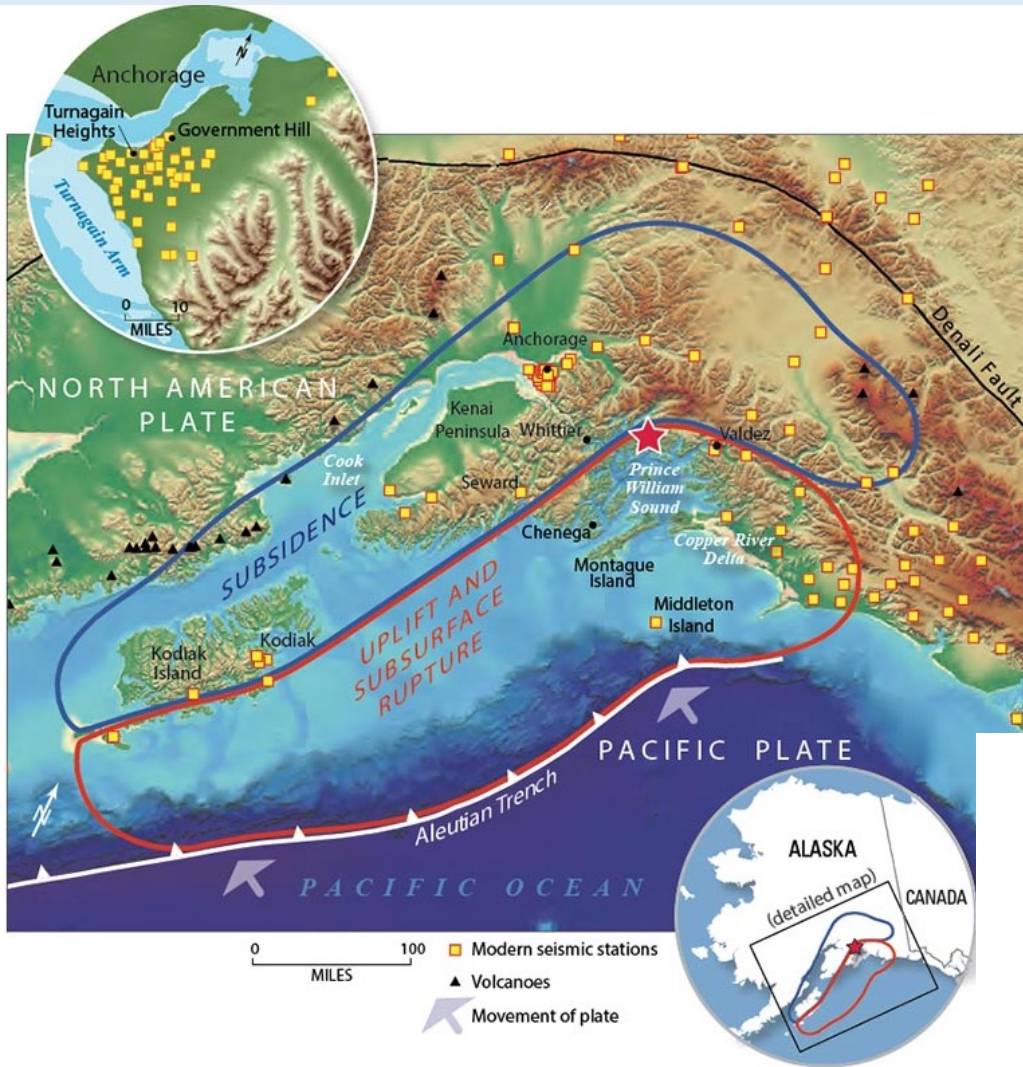 N
Anchorage
Turnagain
Heights
Government Hill
Turnagain Arm
0 10
MILES
Denali Fault
Anchorage
NORTH AMERICAN
PLATE
Kenai
Peninsula
Whittier
Valdez
Cook
Inlet
Prince
William
Sound
Seward
SUBSIDENCE
Chenega
Copper River
Delta
Montague
Island
UPLIFT AND
SUBSURFACE
RUPTURE
Middleton
Island
Kodiak
Kodiak
Island
PACIFIC PLATE
N
Aleutian Trench
PACIFIC OCEAN
ALASKA
(detailed map)
CANADA
0 100
MILES
Modern seismic stations
Volcanoes
Movement of plate